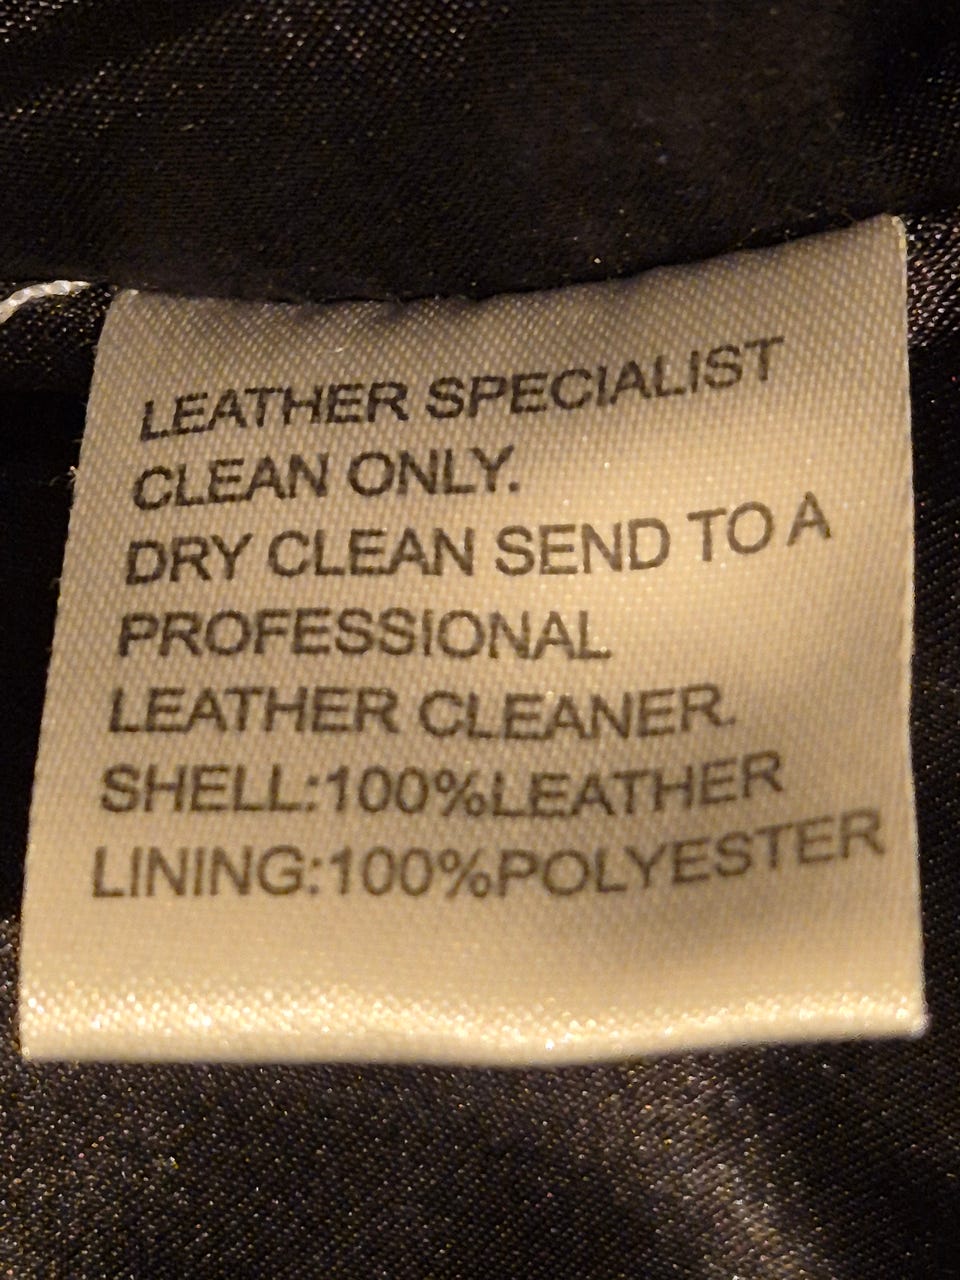 LEATHER SPECIALIST
CLEAN ONLY.
DRY CLEAN SEND TO A
PROFESSIONAL
LEATHER CLEANER.
SHELL:100%LEATHER
LINING:100%POLYESTER